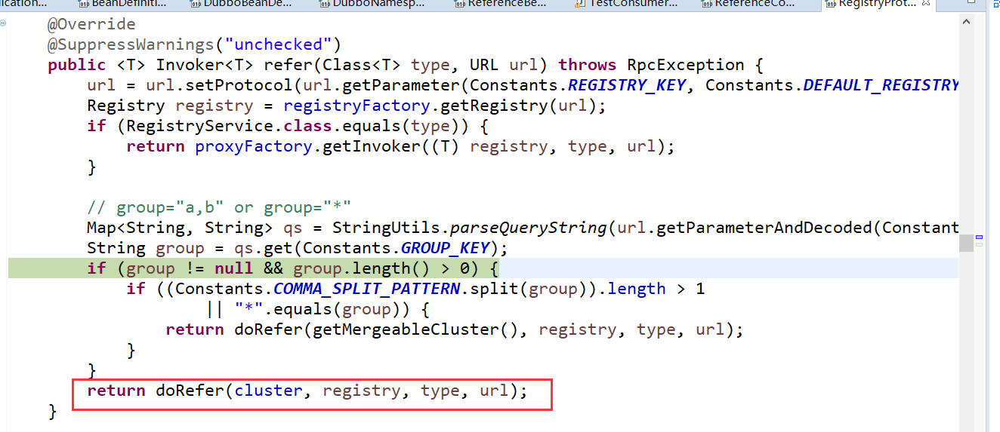 ication... BeanDefiniti... DubboBeanDe... DubboNamesp... ReferenceBe... TestConsumer... ReferenceCo... RegistryProt...
@Override
@SuppressWarnings("unchecked")
public <T> Invoker<T> refer(Class<T> type, URL url) throws RpcException {
url = url.setProtocol(url.getParameter(Constants.REGISTRY_KEY, Constants.DEFAULT_REGISTRY
Registry registry = registryFactory.getRegistry(url);
if (RegistryService.class.equals(type)) {
return proxyFactory.getInvoker((T) registry, type, url);
}
// group="a,b" or group="*"
Map<String, String> qs = StringUtils.parseQueryString(url.getParameterAndDecoded(Constant
String group = qs.get(Constants.GROUP_KEY);
if (group != null && group.length() > 0) {
if ((Constants.COMMA_SPLIT_PATTERN.split(group)).length > 1
|| "*".equals(group)) {
return doRefer(getMergeableCluster(), registry, type, url);
}
}
return doRefer(cluster, registry, type, url);
}